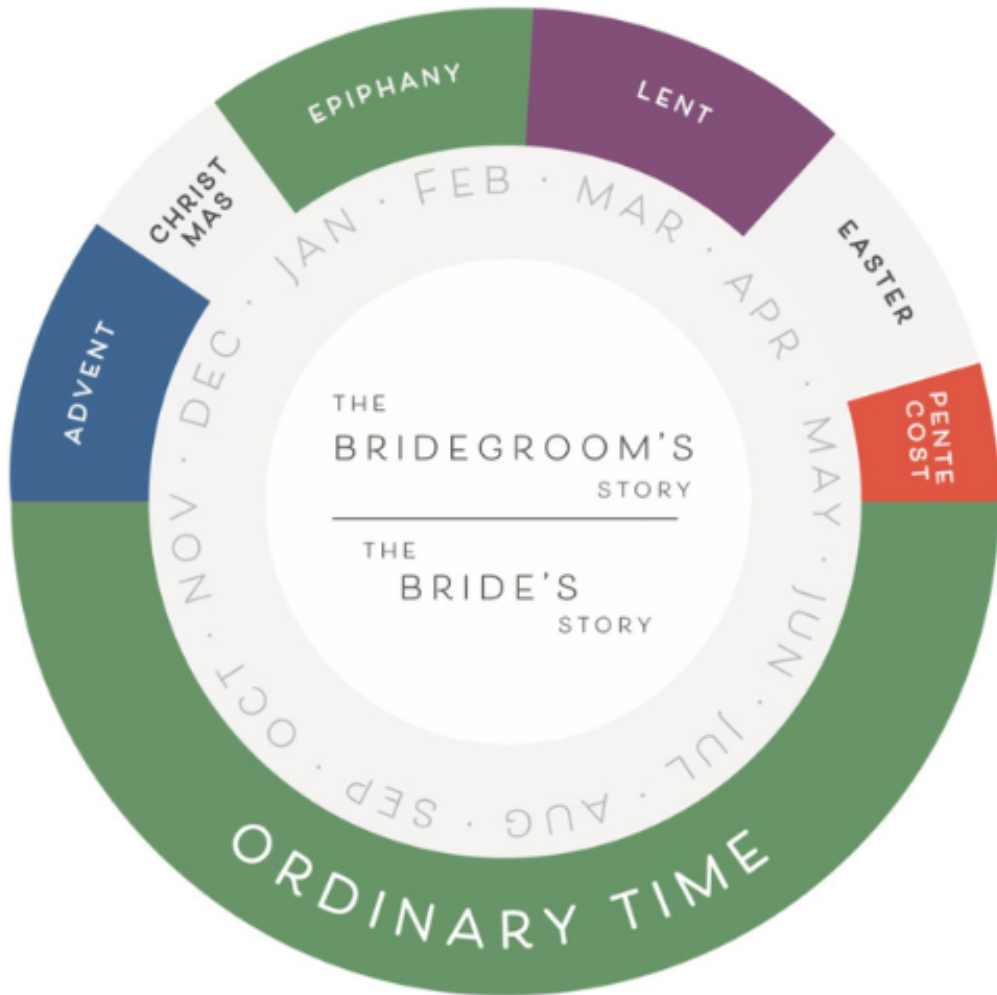 EPIPHANY
LENT
CHRIST
MAS
EASTER
ADVENT
PENTE
COST
JAN · FEB · MAR · APR · MAY · JUN · JUL · AUG · SEP · OCT · NOV · DEC ·
THE
BRIDEGROOM'S
STORY
THE
BRIDE'S
STORY
ORDINARY TIME